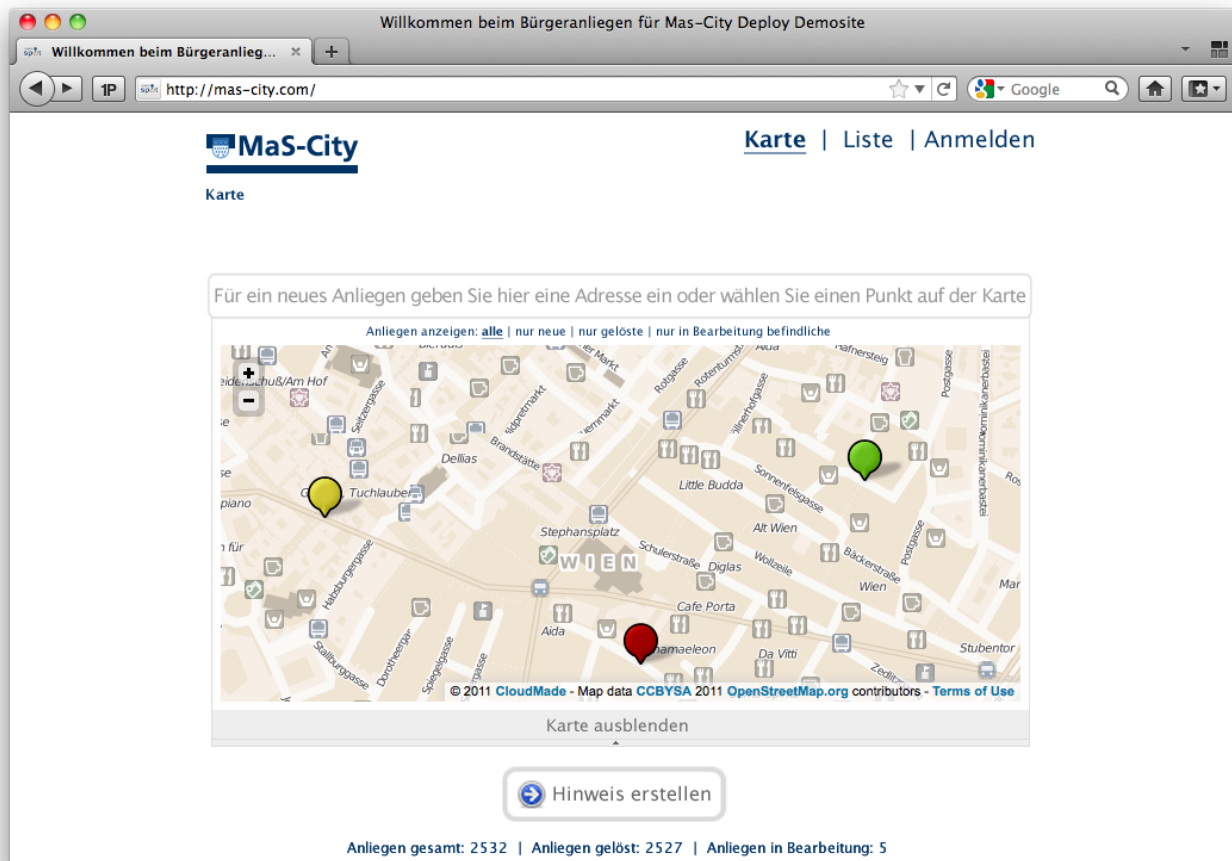 Willkommen beim Bürgeranliegen für Mas-City Deploy Demosite
Willkommen beim Bürgeranlieg...
1P
http://mas-city.com/
Google
MaS-City
Karte | Liste | Anmelden
Karte
Für ein neues Anliegen geben Sie hier eine Adresse ein oder wählen Sie einen Punkt auf der Karte
Anliegen anzeigen: alle | nur neue | nur gelöste | nur in Bearbeitung befindliche
Hafnersteig
Rotgasse
Postgasse
Seitzergasse
Brandstätte
Dellias
Little Budda
Sonnenfelsgasse
Tuchlauben
Alt Wien
Stephansplatz
Schulerstraße
Diglas
Wollzeile
Bäckerstraße
Postgasse
WIEN
Wien
Habsburgergasse
Cafe Porta
Aida
Da Vitti
Stubentor
Stallburggasse
Spiegelgasse
© 2011 CloudMade - Map data CCBYSA 2011 OpenStreetMap.org contributors - Terms of Use
Karte ausblenden
Hinweis erstellen
Anliegen gesamt: 2532 | Anliegen gelöst: 2527 | Anliegen in Bearbeitung: 5